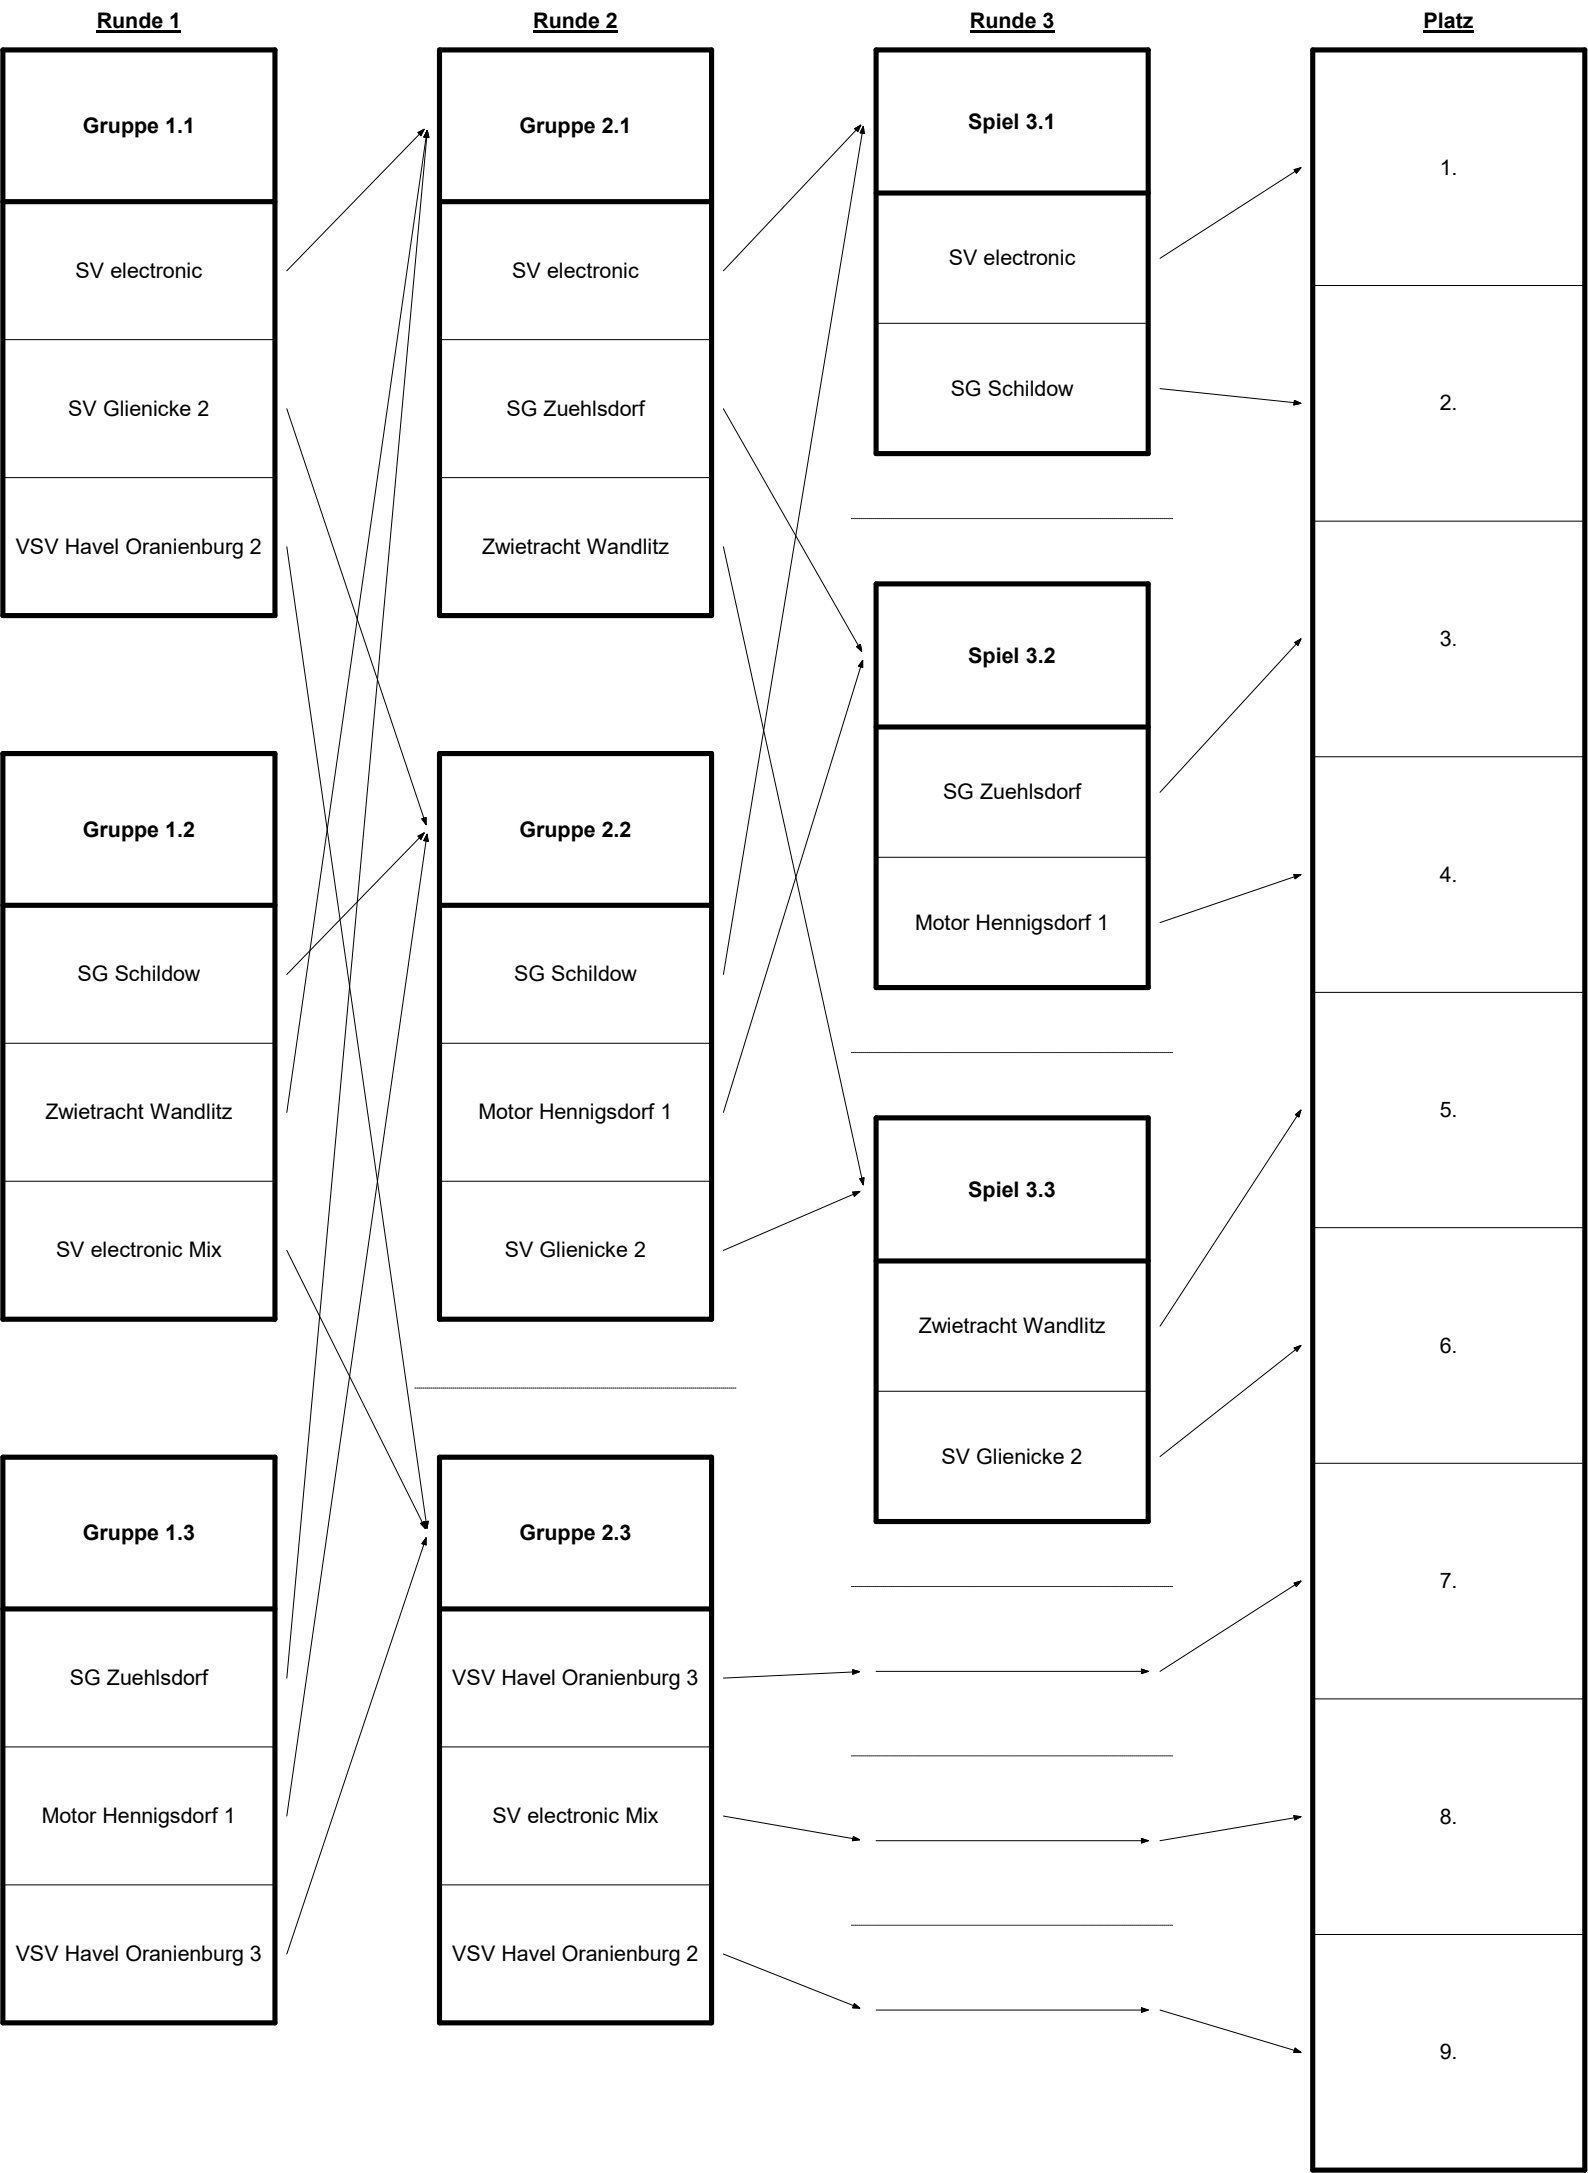 Runde 1
Runde 2
Runde 3
Platz
Gruppe 1.1
SV electronic
SV Glienicke 2
VSV Havel Oranienburg 2
Gruppe 1.2
SG Schildow
Zwietracht Wandlitz
SV electronic Mix
Gruppe 1.3
SG Zuehlsdorf
Motor Hennigsdorf 1
VSV Havel Oranienburg 3
Gruppe 2.1
SV electronic
SG Zuehlsdorf
Zwietracht Wandlitz
Gruppe 2.2
SG Schildow
Motor Hennigsdorf 1
SV Glienicke 2
Gruppe 2.3
VSV Havel Oranienburg 3
SV electronic Mix
VSV Havel Oranienburg 2
Spiel 3.1
SV electronic
SG Schildow
Spiel 3.2
SG Zuehlsdorf
Motor Hennigsdorf 1
Spiel 3.3
Zwietracht Wandlitz
SV Glienicke 2
1.
2.
3.
4.
5.
6.
7.
8.
9.